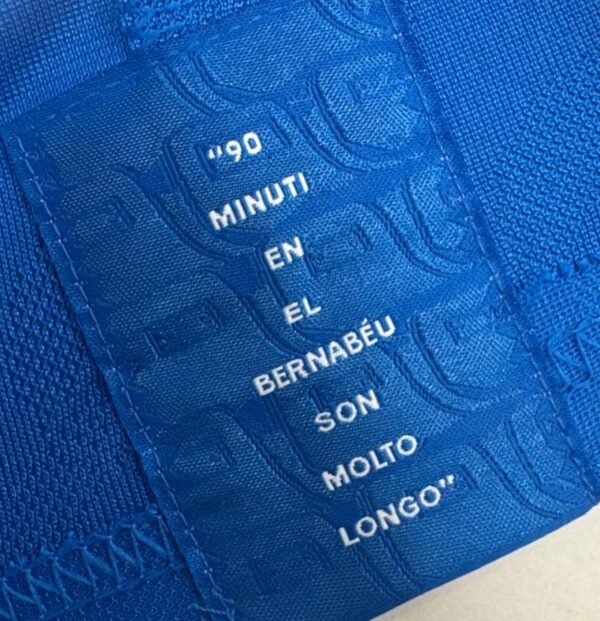 "90
MINUTI
EN
EL
BERNABÉU
SON
MOLTO
LONGO"